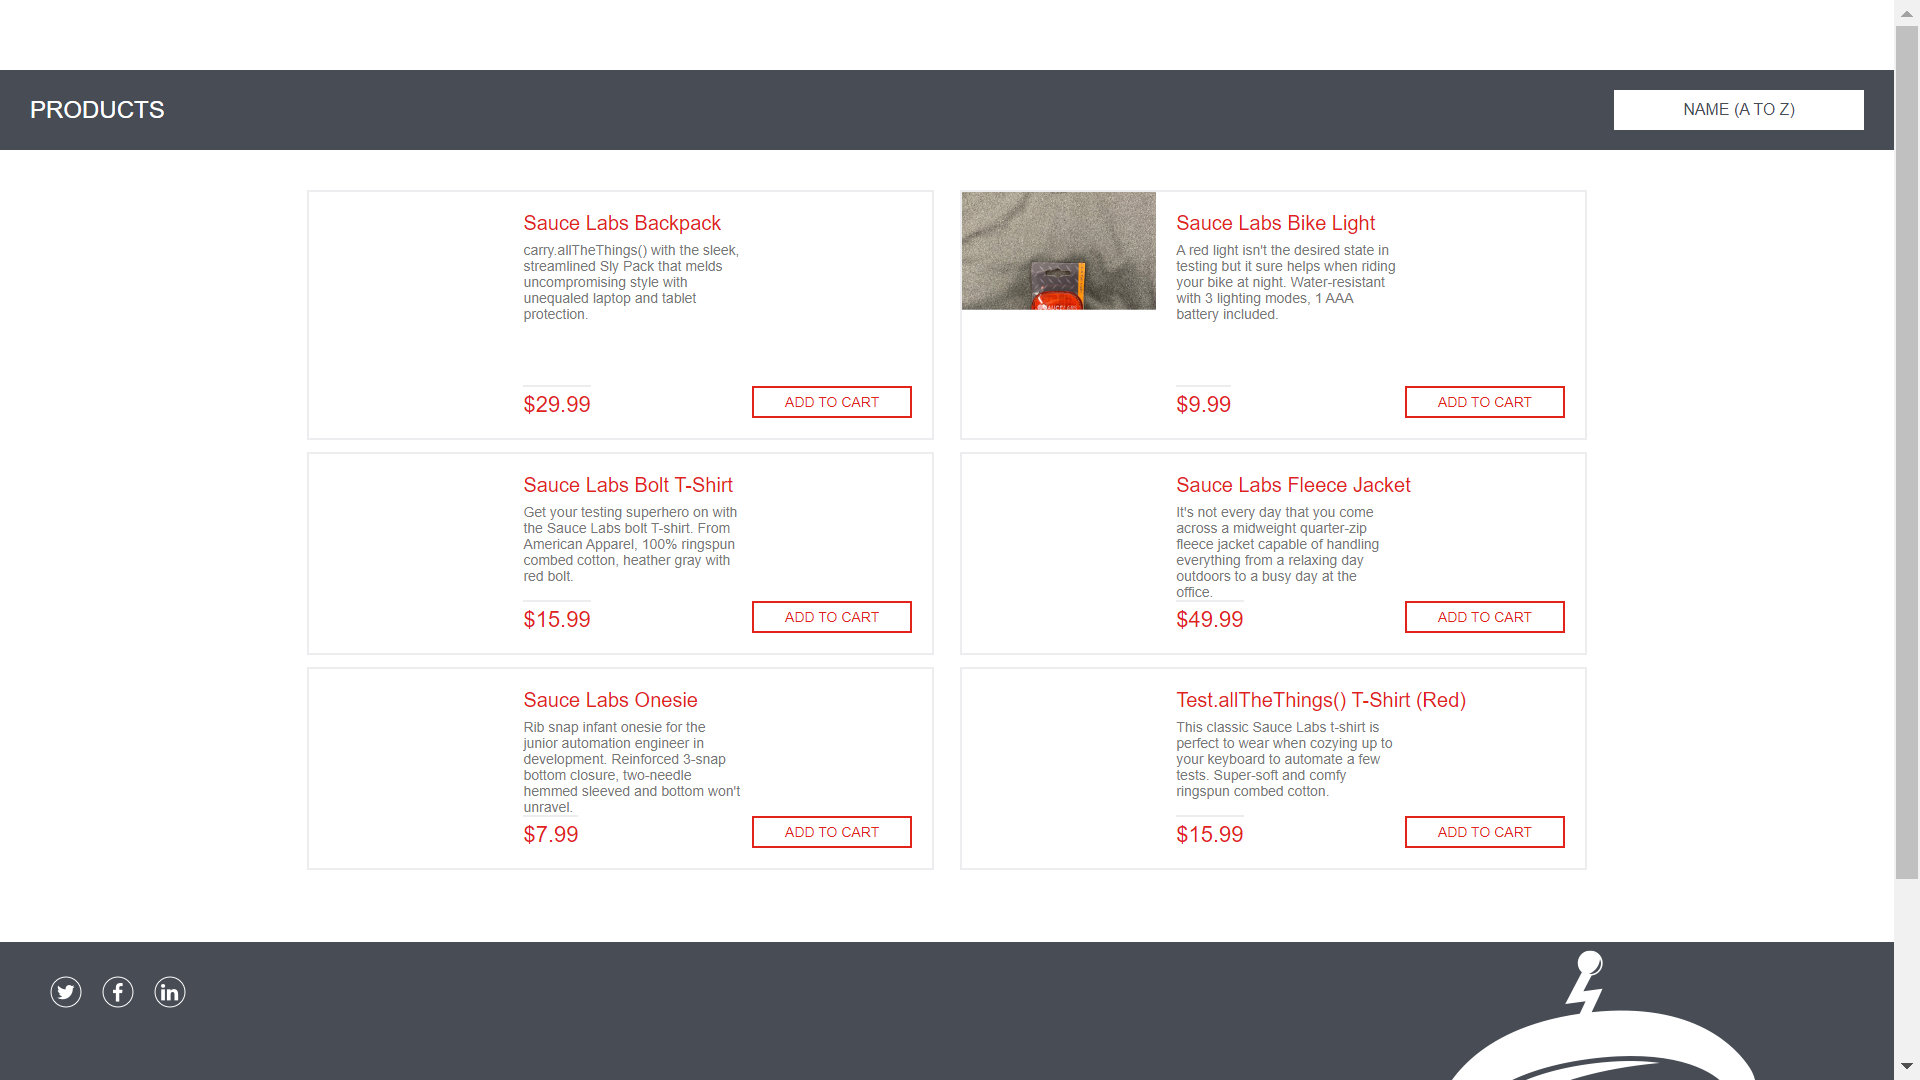 PRODUCTS
NAME (A TO Z)
Sauce Labs Backpack
carry.allTheThings() with the sleek,
streamlined Sly Pack that melds
uncompromising style with
unequaled laptop and tablet
protection.
$29.99
ADD TO CART
Sauce Labs Bike Light
A red light isn't the desired state in
testing but it sure helps when riding
your bike at night. Water-resistant
with 3 lighting modes, 1 AAA
battery included.
$9.99
ADD TO CART
Sauce Labs Bolt T-Shirt
Get your testing superhero on with
the Sauce Labs bolt T-shirt. From
American Apparel, 100% ringspun
combed cotton, heather gray with
red bolt.
$15.99
ADD TO CART
Sauce Labs Fleece Jacket
It's not every day that you come
across a midweight quarter-zip
fleece jacket capable of handling
everything from a relaxing day
outdoors to a busy day at the
office.
$49.99
ADD TO CART
Sauce Labs Onesie
Rib snap infant onesie for the
junior automation engineer in
development. Reinforced 3-snap
bottom closure, two-needle
hemmed sleeved and bottom won't
unravel.
$7.99
ADD TO CART
Test.allTheThings() T-Shirt (Red)
This classic Sauce Labs t-shirt is
perfect to wear when cozying up to
your keyboard to automate a few
tests. Super-soft and comfy
ringspun combed cotton.
$15.99
ADD TO CART